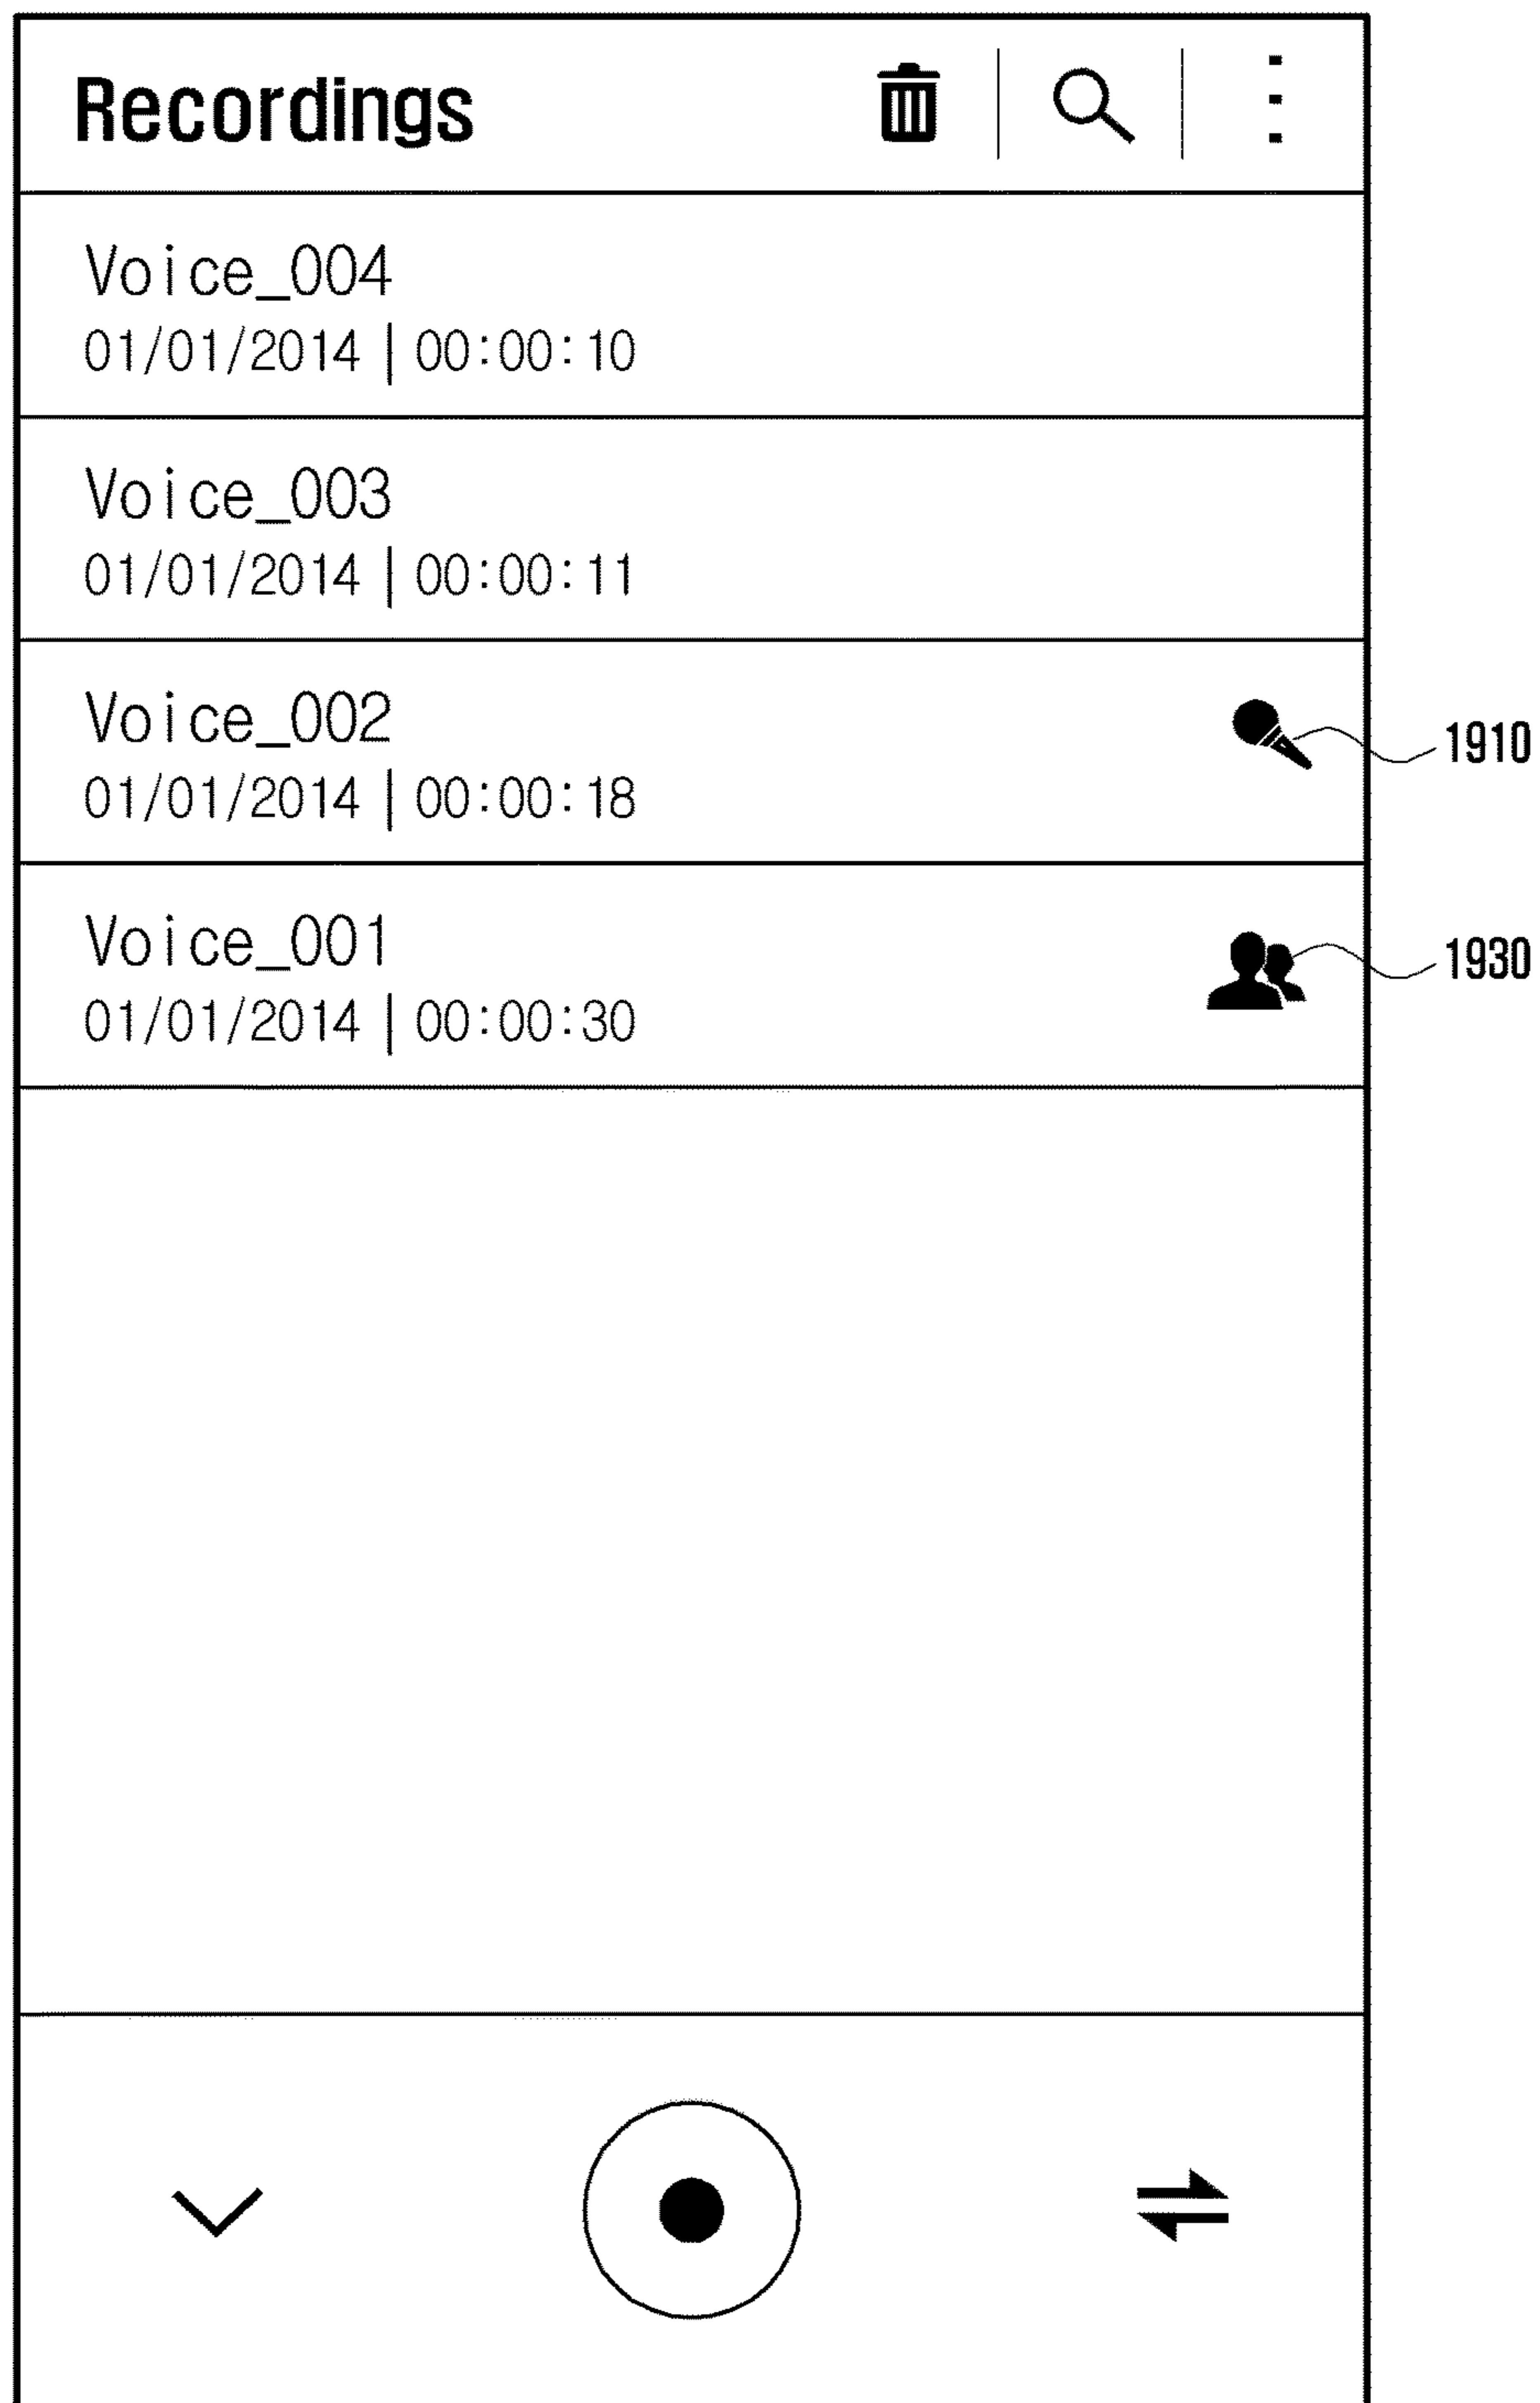 Recordings
Voice_004
01/01/2014 | 00:00:10
Voice_003
01/01/2014 | 00:00:11
Voice_002
01/01/2014 | 00:00:18
1910
Voice_001
01/01/2014 | 00:00:30
1930